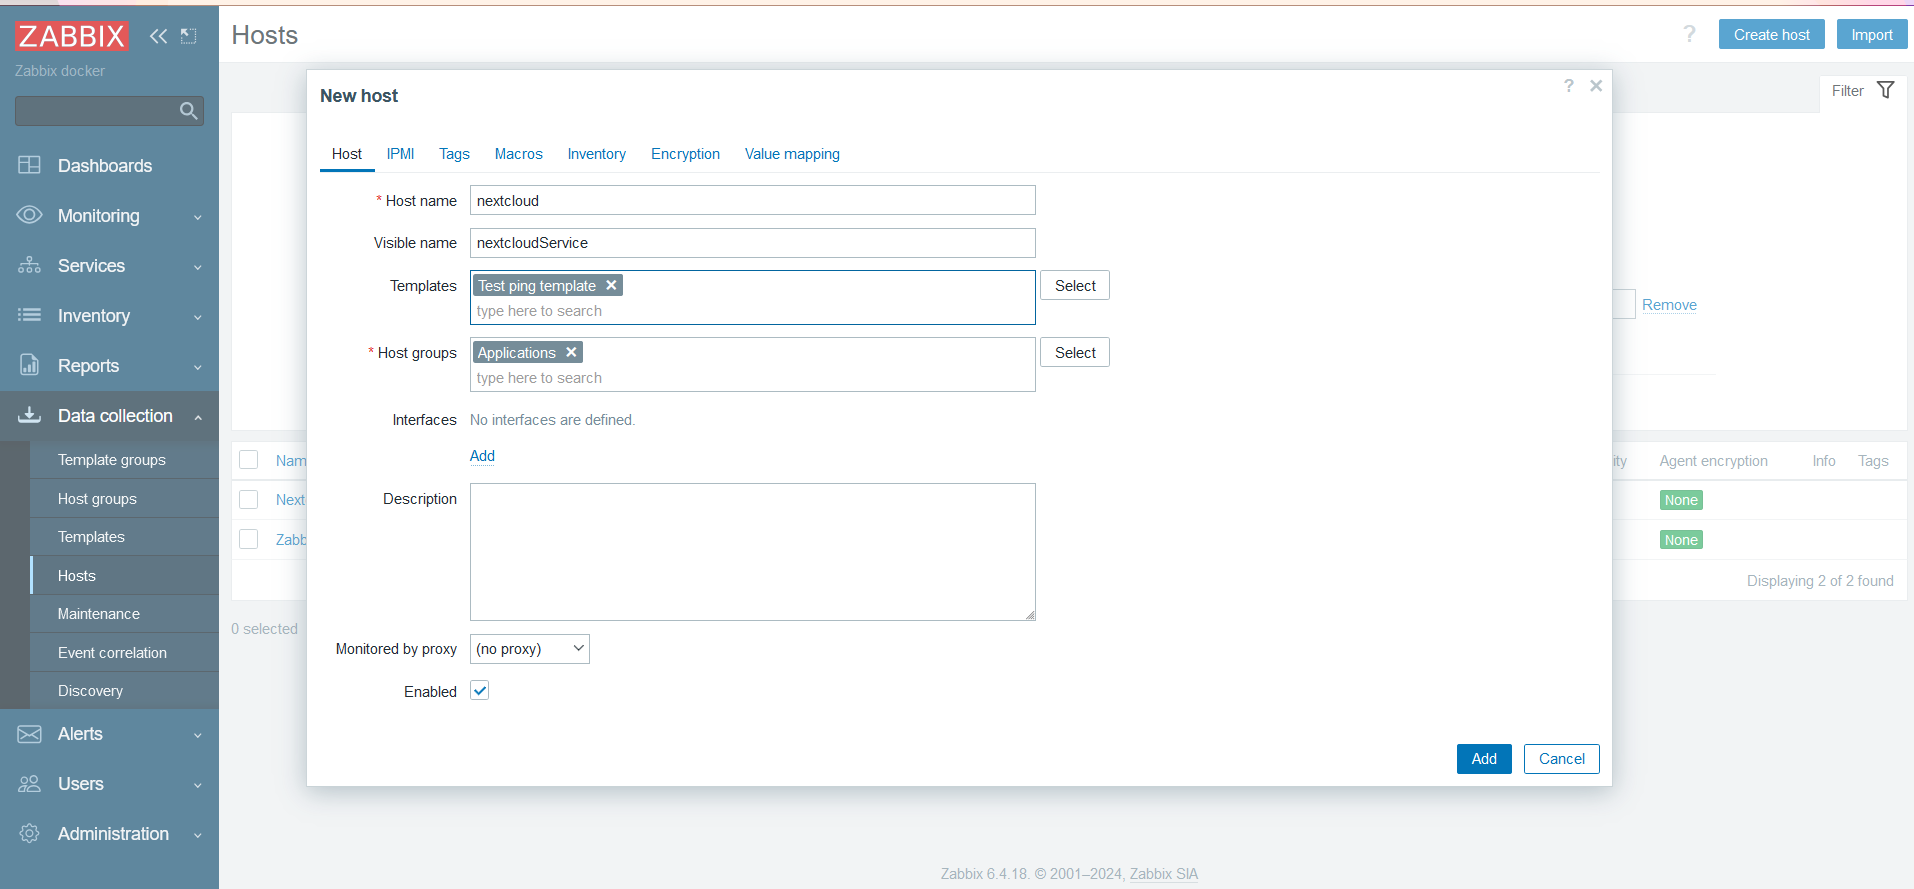 ZABBIX
Zabbix docker
Dashboards
Monitoring
Services
Inventory
Reports
Data collection
Template groups
Host groups
Templates
Hosts
Maintenance
Event correlation
Discovery
Alerts
Users
Administration
Hosts
? Create host Import
Filter
New host
?
Host IPMI Tags Macros Inventory Encryption Value mapping
* Host name nextcloud
Visible name nextcloudService
Templates Test ping template Select
type here to search
Remove
* Host groups Applications Select
type here to search
Interfaces No interfaces are defined.
Add
Nam ity Agent encryption Info Tags
Description
Next None
Zabb None
Displaying 2 of 2 found
0 selected
Monitored by proxy (no proxy)
Enabled
Add Cancel
Zabbix 6.4.18. © 2001–2024, Zabbix SIA